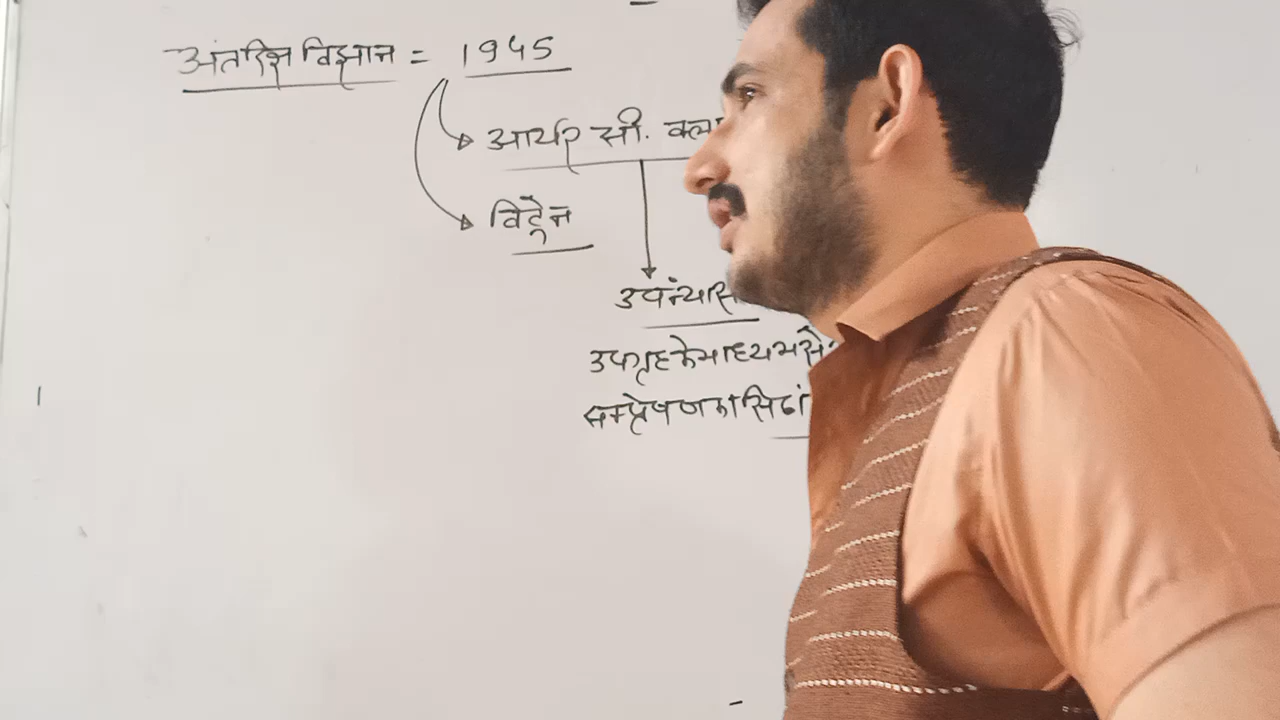 अंतरिक्ष विज्ञान = 1945
आर्थर सी. क्ला
ब्रिटेन
उपन्यास
उपग्रह के माध्यम से
सम्प्रेषण का सिद्धां